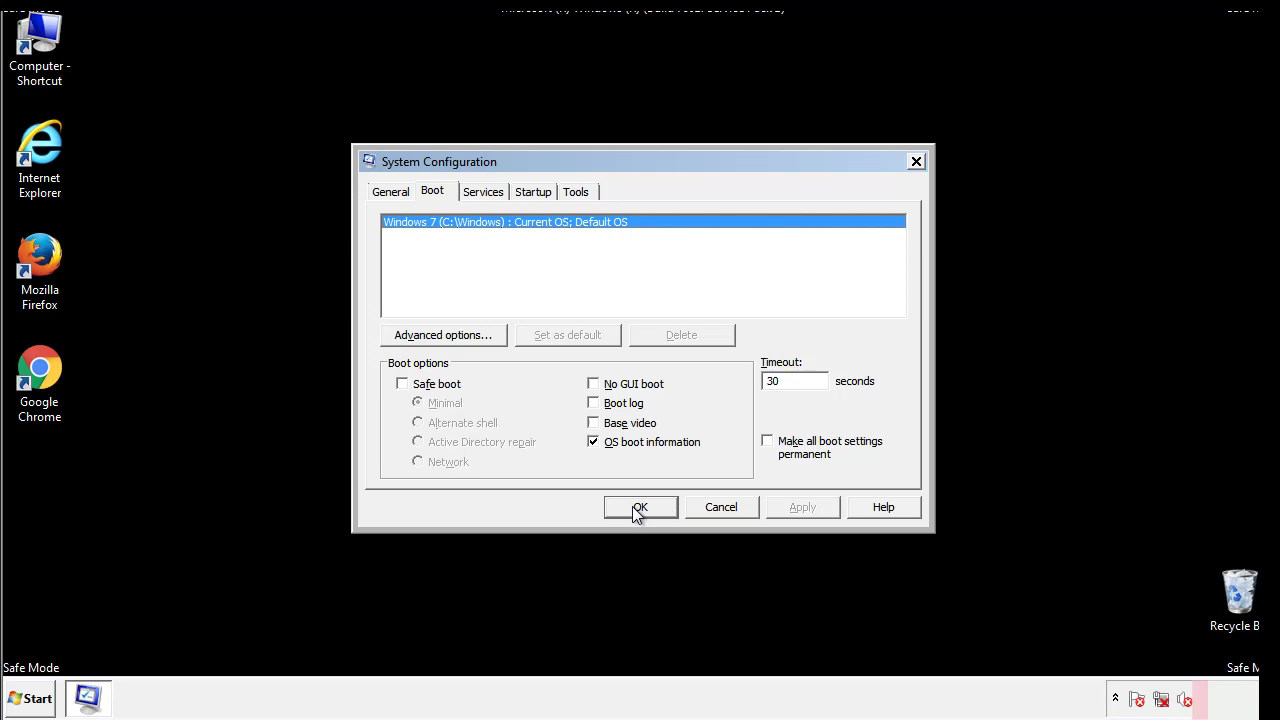 Computer -
Shortcut
Internet
Explorer
Mozilla
Firefox
Google
Chrome
System Configuration
General
Boot
Services
Startup
Tools
Windows 7 (C:\Windows) : Current OS; Default OS
Advanced options...
Set as default
Delete
Boot options
Safe boot
Minimal
Alternate shell
Active Directory repair
Network
No GUI boot
Boot log
Base video
OS boot information
Timeout:
30 seconds
Make all boot settings
permanent
OK
Cancel
Apply
Help
Recycle B
Safe Mode
Safe M
Start